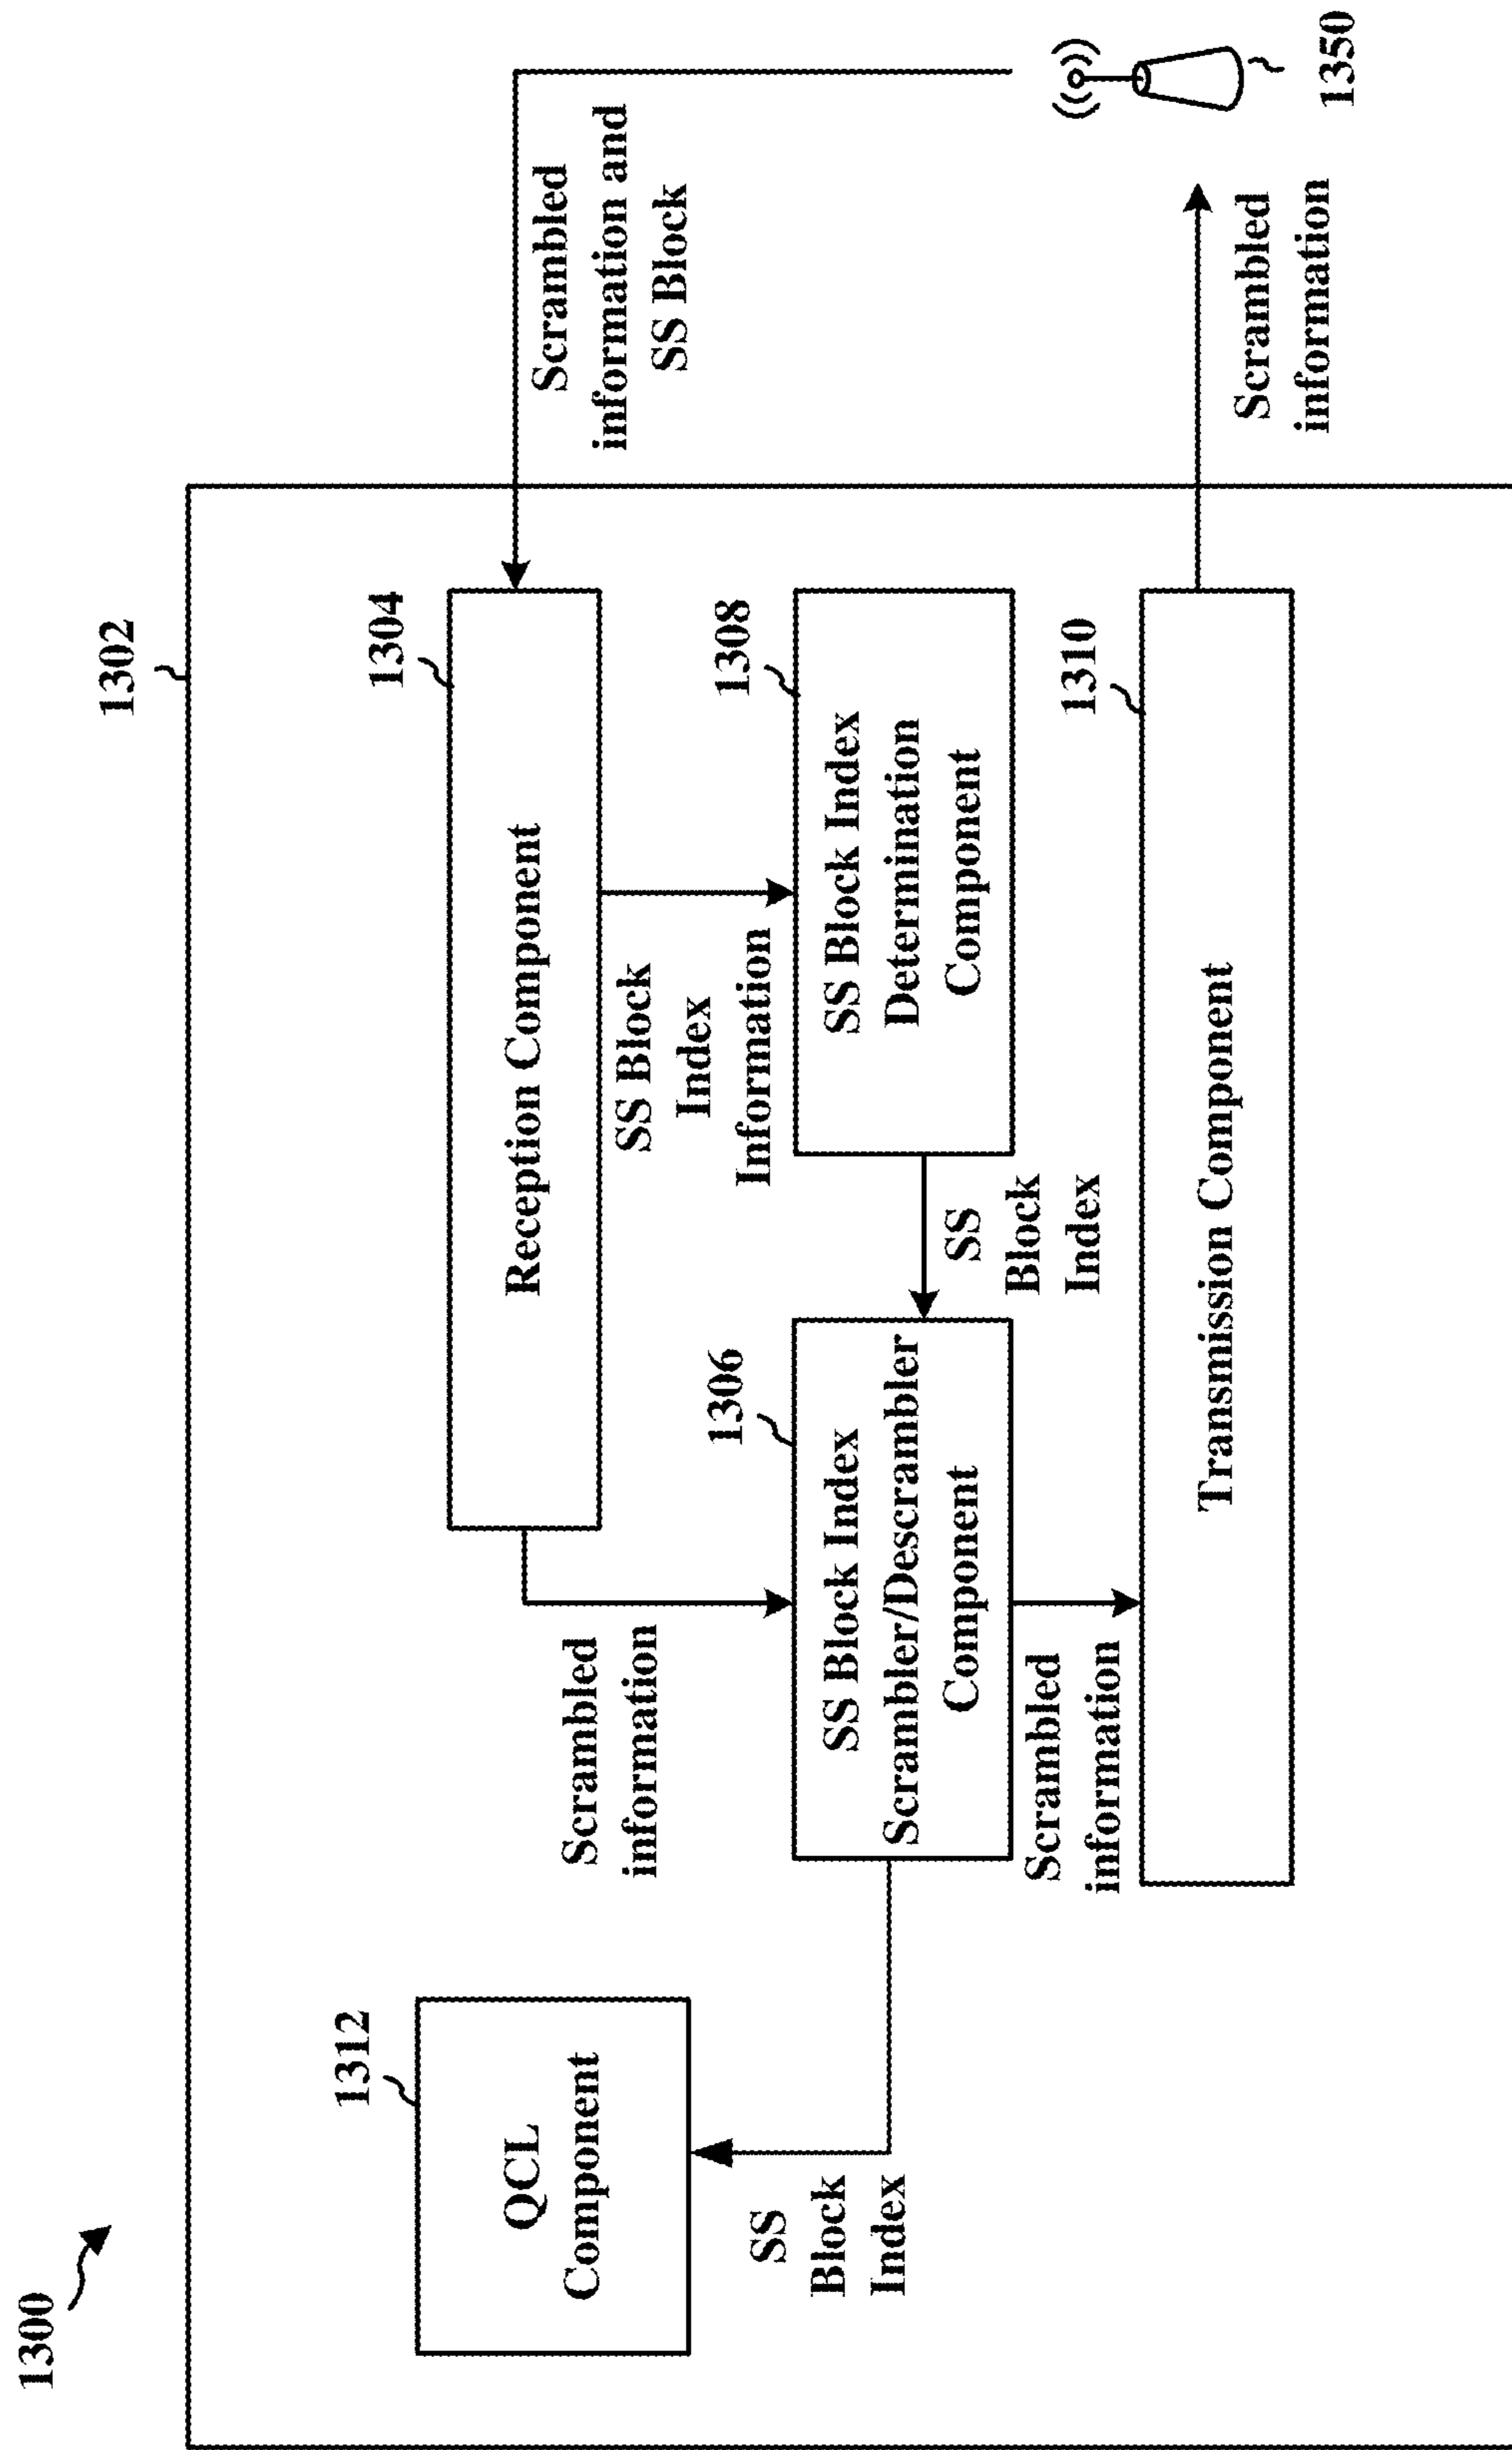 1300
1302
1312
QCL
Component
SS
Block
Index
1304
Reception Component
Scrambled
information and
SS Block
Scrambled
information
SS Block
Index
Information
1306
SS Block Index
Scrambler/Descrambler
Component
SS
Block
Index
1308
SS Block Index
Determination
Component
Scrambled
information
1310
Transmission Component
Scrambled
information
1350